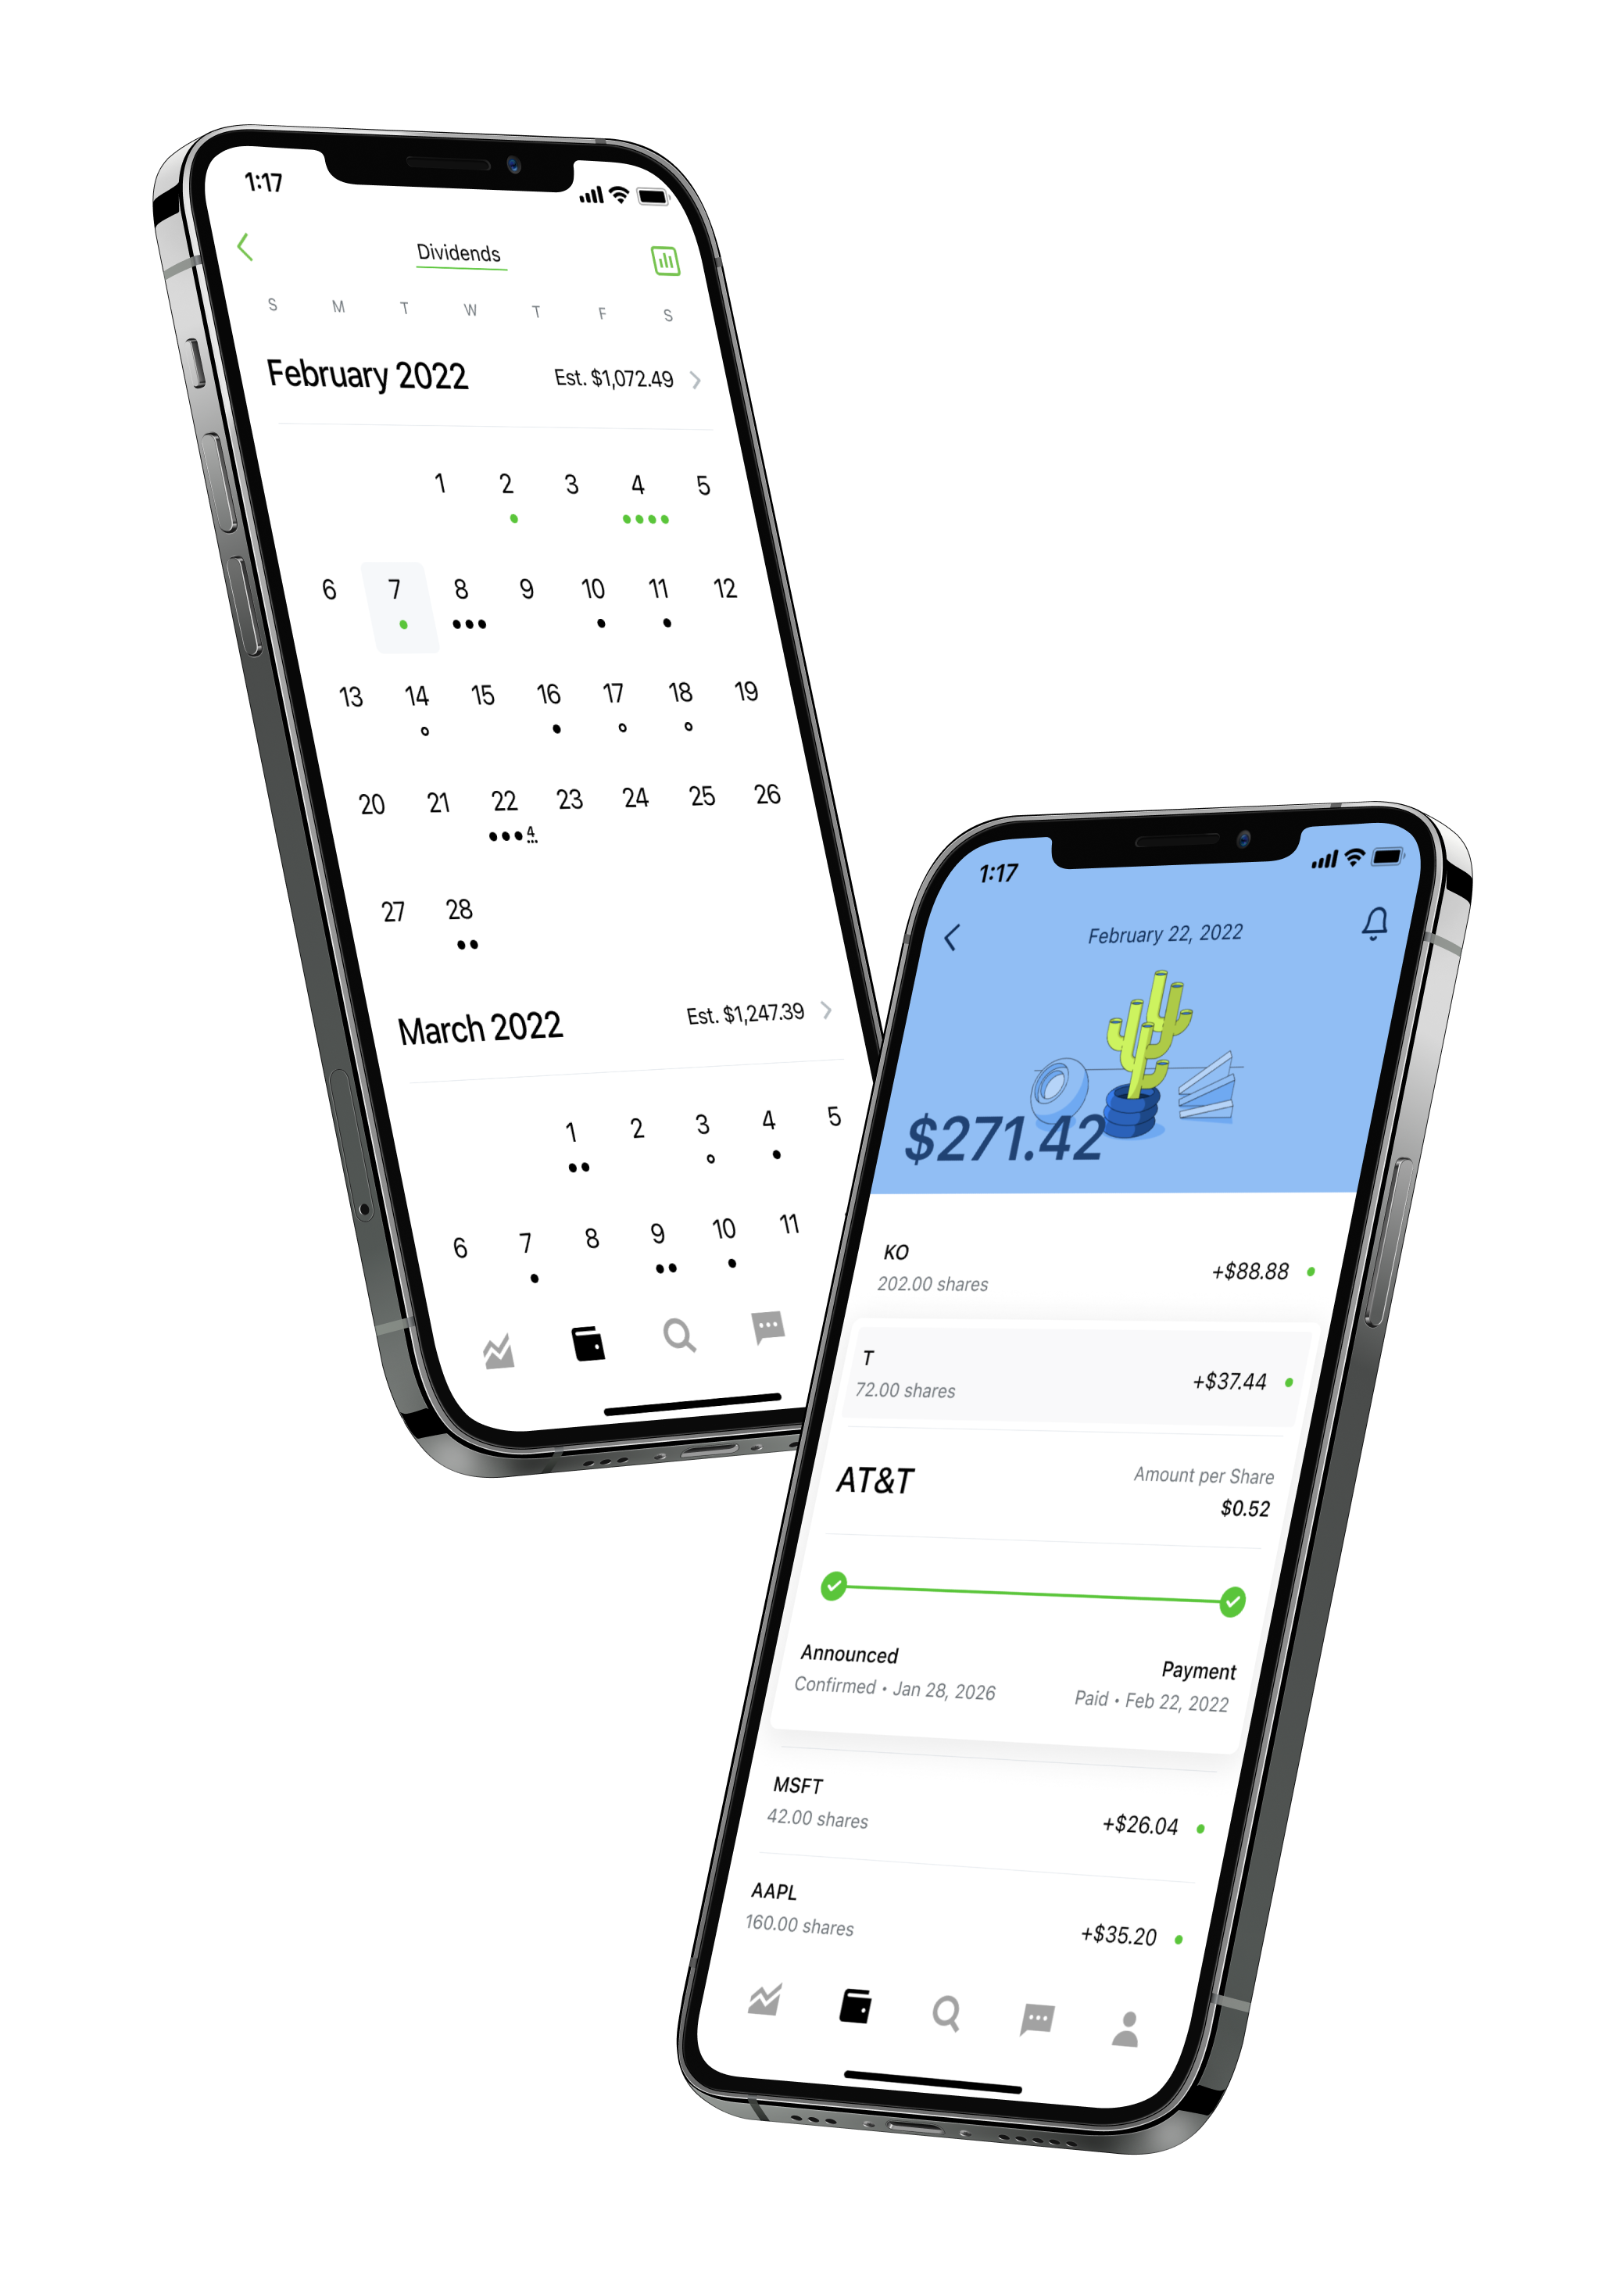 1:17
Dividends
S M T W T F S
February 2022 Est. $1,072.49
1 2 3 4 5
6 7 8 9 10 11 12
13 14 15 16 17 18 19
20 21 22 23 24 25 26
4
27 28
March 2022 Est. $1,247.39
1 2 3 4 5
6 7 8 9 10 11
1:17
February 22, 2022
$271.42
KO
202.00 shares
+$88.88
T
72.00 shares
+$37.44
AT&T
Amount per Share
$0.52
Announced
Confirmed • Jan 28, 2026
Payment
Paid • Feb 22, 2022
MSFT
42.00 shares
+$26.04
AAPL
160.00 shares
+$35.20